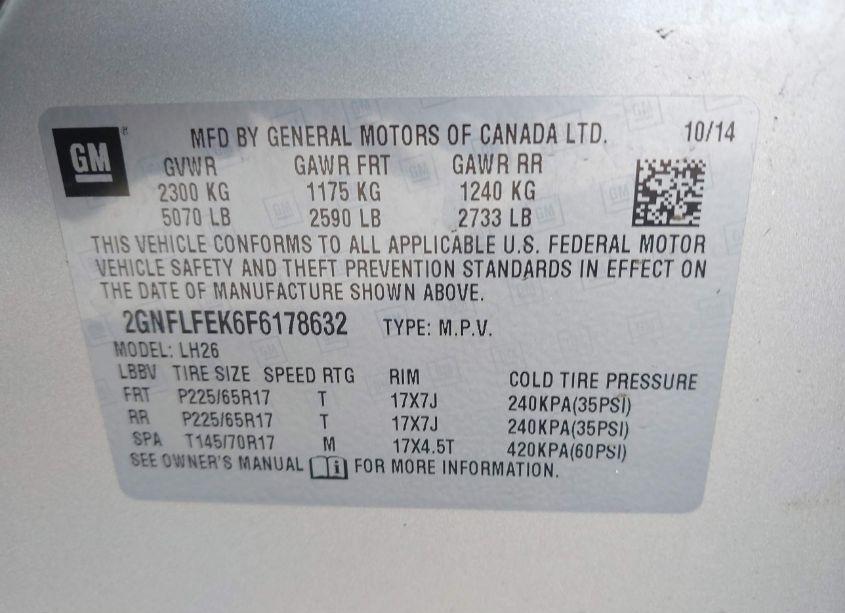 GM ® MFD BY GENERAL MOTORS OF CANADA LTD. 10/14
GVWR GAWR FRT GAWR RR
2300 KG 1175 KG 1240 KG
5070 LB 2590 LB 2733 LB
THIS VEHICLE CONFORMS TO ALL APPLICABLE U.S. FEDERAL MOTOR
VEHICLE SAFETY AND THEFT PREVENTION STANDARDS IN EFFECT ON
THE DATE OF MANUFACTURE SHOWN ABOVE.
2GNFLFEK6F6178632 TYPE: M.P.V.
MODEL: LH26
LBBV TIRE SIZE SPEED RTG RIM COLD TIRE PRESSURE
FRT P225/65R17 T 17X7J 240KPA(35PSI)
RR P225/65R17 T 17X7J 240KPA(35PSI)
SPA T145/70R17 M 17X4.5T 420KPA(60PSI)
SEE OWNER'S MANUAL i FOR MORE INFORMATION.